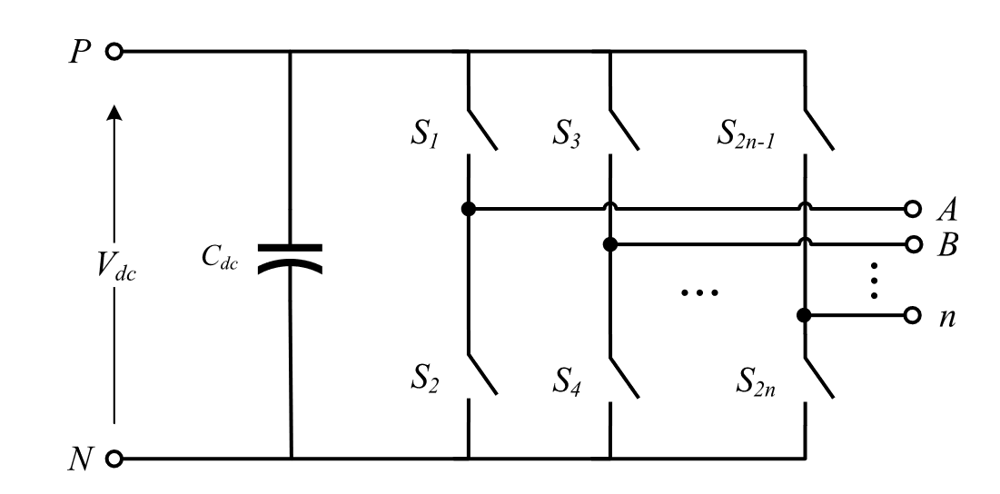 P
S1 S3 S2n-1
A
B
Vdc Cdc
...
n
S2 S4 S2n
N